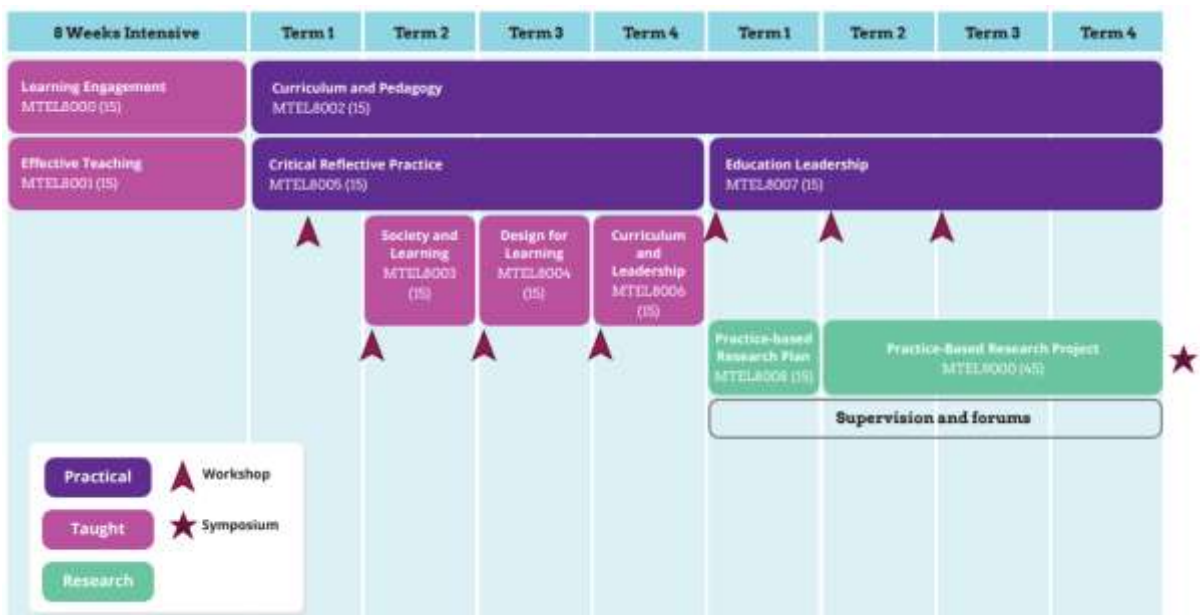 8 Weeks Intensive
Term 1
Term 2
Term 3
Term 4
Term 1
Term 2
Term 3
Term 4
Learning Engagement
MTEL8000 (15)
Curriculum and Pedagogy
MTEL8002 (15)
Effective Teaching
MTEL8001 (15)
Critical Reflective Practice
MTEL8005 (15)
Education Leadership
MTEL8007 (15)
Society and
Learning
MTEL8003
(15)
Design for
Learning
MTEL8004
(15)
Curriculum
and
Leadership
MTEL8006
(15)
Practice-based
Research Plan
MTEL8008 (15)
Practice-Based Research Project
MTEL9000 (45)
Supervision and forums
Practical
Workshop
Taught
Symposium
Research